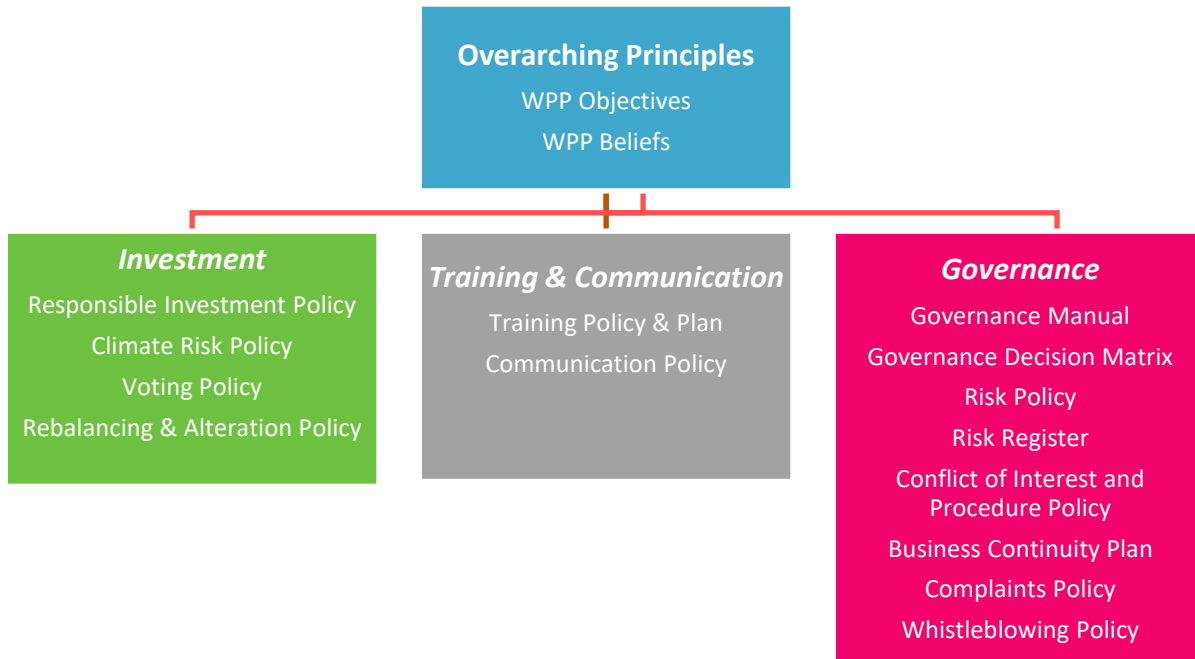 Overarching Principles
WPP Objectives
WPP Beliefs
Investment
Responsible Investment Policy
Climate Risk Policy
Voting Policy
Rebalancing & Alteration Policy
Training & Communication
Training Policy & Plan
Communication Policy
Governance
Governance Manual
Governance Decision Matrix
Risk Policy
Risk Register
Conflict of Interest and
Procedure Policy
Business Continuity Plan
Complaints Policy
Whistleblowing Policy